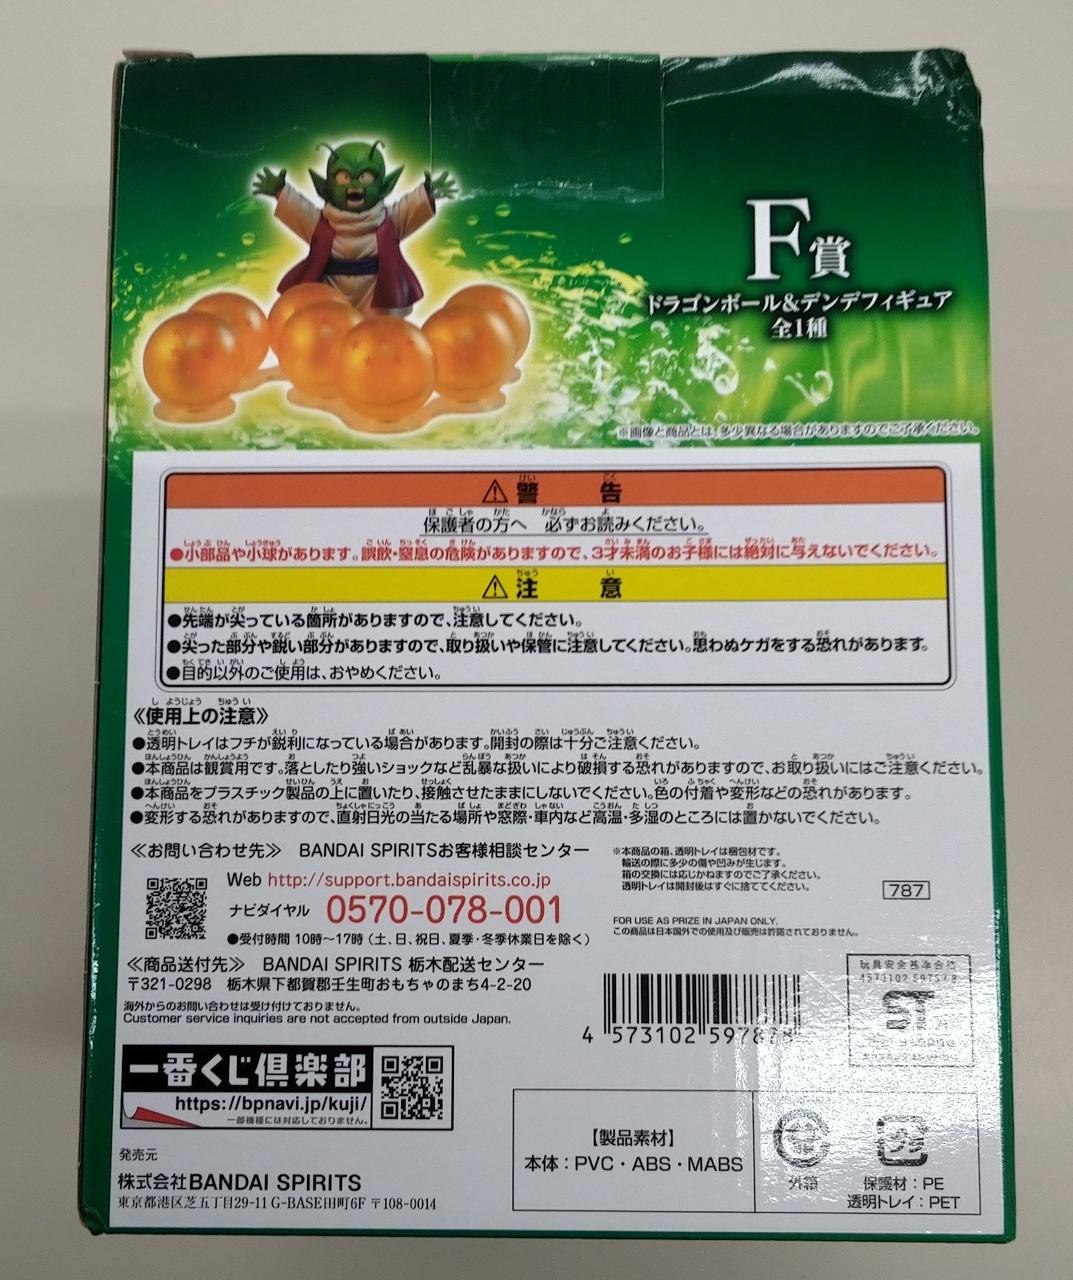 F賞
ドラゴンボール&デンデフィギュア
全1種
※画像と商品とは、多少異なる場合がありますのでご了承ください。
⚠警告
保護者の方へ 必ずお読みください。
●小部品や小球があります。誤飲・窒息の危険がありますので、3才未満のお子様には絶対に与えないでください。
⚠注意
●先端が尖っている箇所がありますので、注意してください。
●尖った部分や鋭い部分がありますので、取り扱いや保管に注意してください。思わぬケガをする恐れがあります。
●目的以外のご使用は、おやめください。
《使用上の注意》
●透明トレイはフチが鋭利になっている場合があります。開封の際は十分ご注意ください。
●本商品は観賞用です。落としたり強いショックなど乱暴な扱いにより破損する恐れがありますので、お取り扱いにはご注意ください。
●本商品をプラスチック製品の上に置いたり、接触させたままにしないでください。色の付着や変形などの恐れがあります。
●変形する恐れがありますので、直射日光の当たる場所や窓際・車内など高温・多湿のところには置かないでください。
≪お問い合わせ先≫ BANDAI SPIRITSお客様相談センター
Web http://support.bandaispirits.co.jp
ナビダイヤル 0570-078-001
●受付時間 10時〜17時(土、日、祝日、夏季・冬季休業日を除く)
※本商品の箱、透明トレイは梱包材です。
輸送の際に多少の傷や凹みが生じます。
箱の交換には応じかねますのでご了承ください。
透明トレイは開封後はすぐに捨ててください。
787
FOR USE AS PRIZE IN JAPAN ONLY.
この商品は日本国外での使用及び販売は許諾されておりません。
≪商品送付先≫ BANDAI SPIRITS 栃木配送センター
〒321-0298 栃木県下都賀郡壬生町おもちゃのまち4-2-20
海外からのお問い合わせは受け付けておりません。
Customer service inquiries are not accepted from outside Japan.
4 573102 597878
玩具安全基準合格
4573102 597578
ST
一番くじ倶楽部
https://bpnavi.jp/kuji/
一部機種には対応しておりません。
発売元
株式会社BANDAI SPIRITS
東京都港区芝五丁目29-11 G-BASE田町6F 〒108-0014
【製品素材】
本体:PVC・ABS・MABS
外箱
保護材:PE
透明トレイ:PET